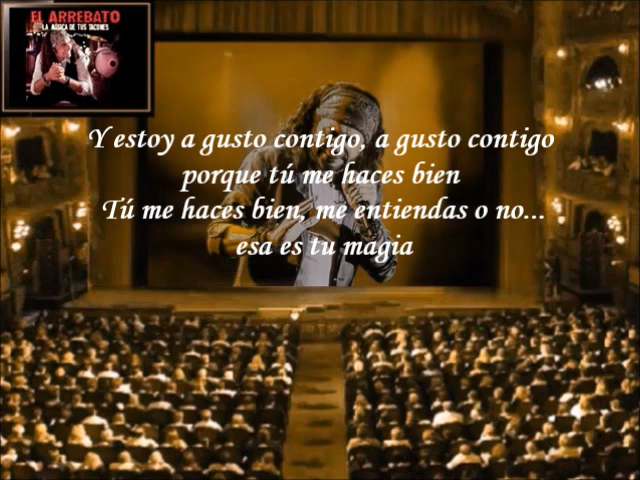 EL ARREBATO
LA MÚSICA DE TUS TACONES
Y estoy a gusto contigo, a gusto contigo
porque tú me haces bien
Tú me haces bien, me entiendas o no...
esa es tu magia